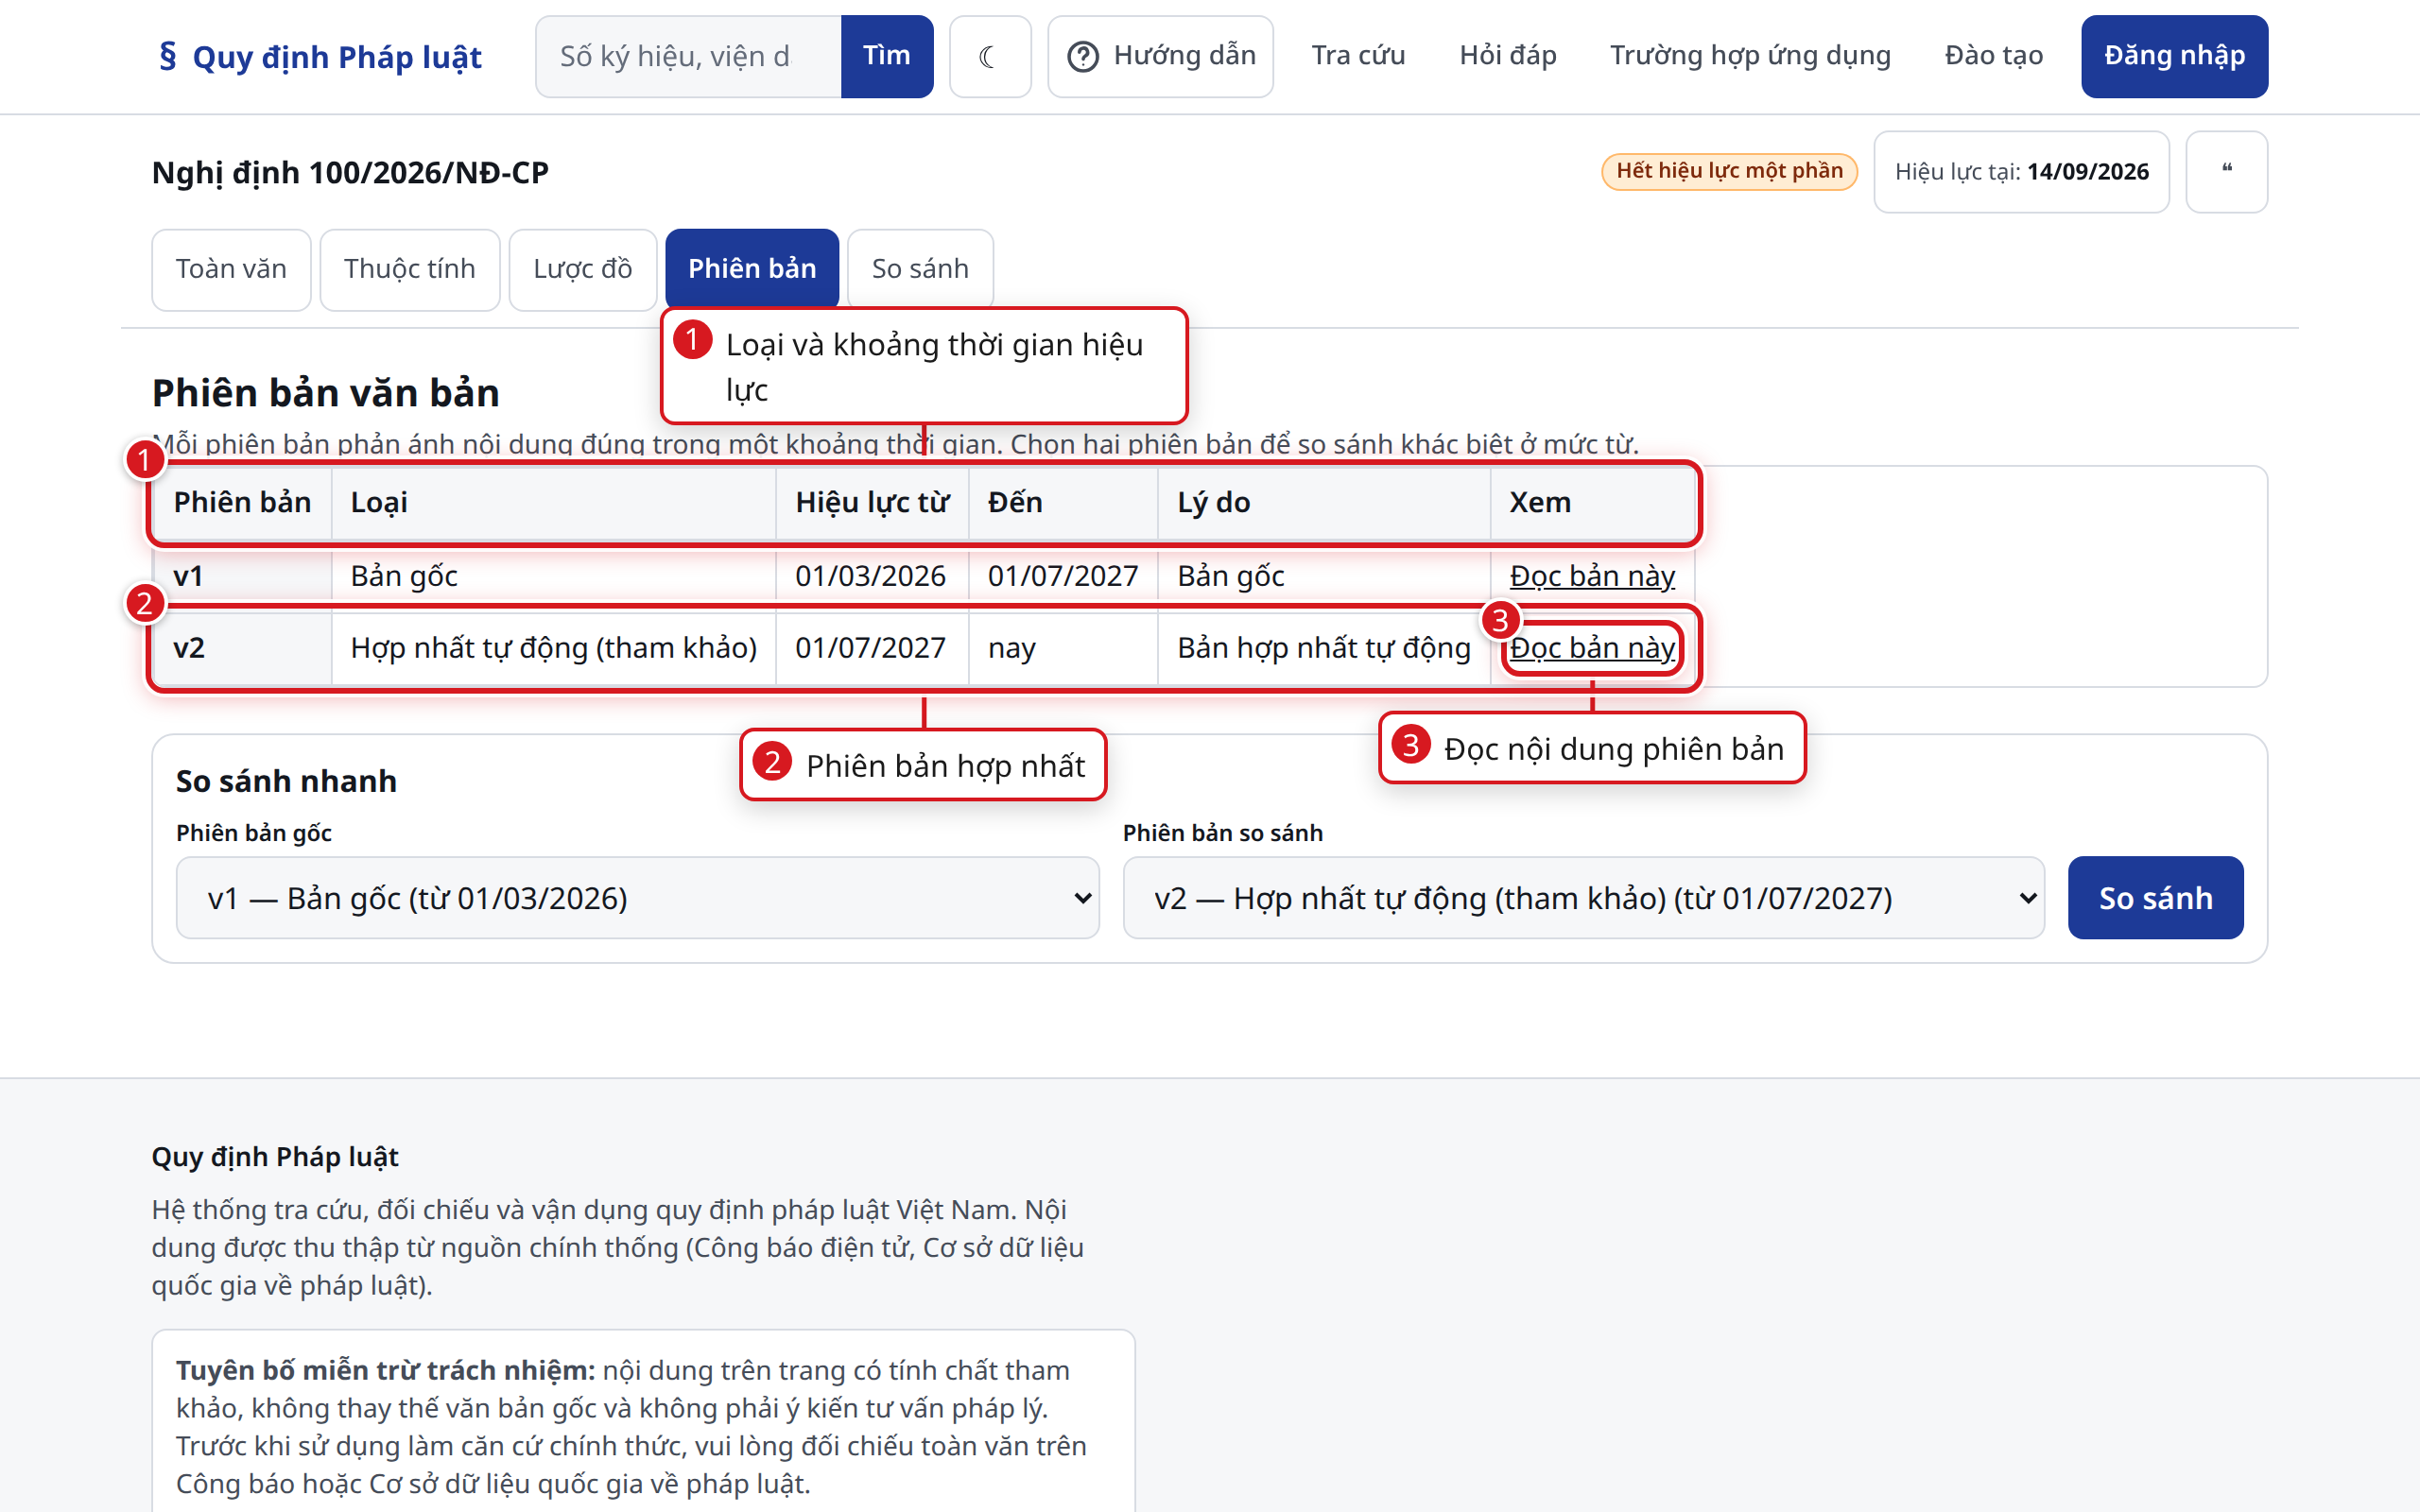 § Quy định Pháp luật
Số ký hiệu, viện d
Tìm
Hướng dẫn
Tra cứu
Hỏi đáp
Trường hợp ứng dụng
Đào tạo
Đăng nhập
Nghị định 100/2026/NĐ-CP
Hết hiệu lực một phần
Hiệu lực tại: 14/09/2026
❝
Toàn văn
Thuộc tính
Lược đồ
Phiên bản
So sánh
1 Loại và khoảng thời gian hiệu
lực
Phiên bản văn bản
Mỗi phiên bản phản ánh nội dung đúng trong một khoảng thời gian. Chọn hai phiên bản để so sánh khác biệt ở mức từ.
1
Phiên bản Loại Hiệu lực từ Đến Lý do Xem
v1 Bản gốc 01/03/2026 01/07/2027 Bản gốc Đọc bản này
2
3
v2 Hợp nhất tự động (tham khảo) 01/07/2027 nay Bản hợp nhất tự động Đọc bản này
2 Phiên bản hợp nhất
3 Đọc nội dung phiên bản
So sánh nhanh
Phiên bản gốc
Phiên bản so sánh
v1 — Bản gốc (từ 01/03/2026)
v2 — Hợp nhất tự động (tham khảo) (từ 01/07/2027)
So sánh
Quy định Pháp luật
Hệ thống tra cứu, đối chiếu và vận dụng quy định pháp luật Việt Nam. Nội
dung được thu thập từ nguồn chính thống (Công báo điện tử, Cơ sở dữ liệu
quốc gia về pháp luật).
Tuyên bố miễn trừ trách nhiệm: nội dung trên trang có tính chất tham
khảo, không thay thế văn bản gốc và không phải ý kiến tư vấn pháp lý.
Trước khi sử dụng làm căn cứ chính thức, vui lòng đối chiếu toàn văn trên
Công báo hoặc Cơ sở dữ liệu quốc gia về pháp luật.